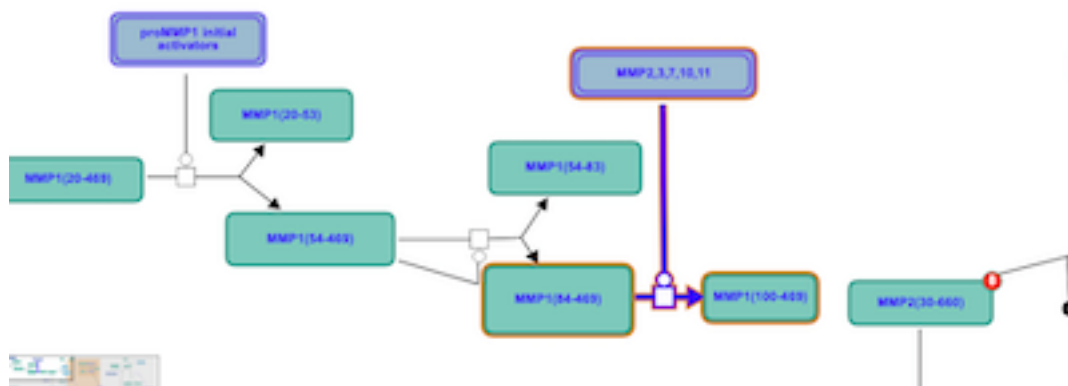 proMMP1 initial
activators
MMP2,3,7,10,11
MMP1(20-53)
MMP1(54-83)
MMP1(20-469)
MMP1(54-469)
MMP1(84-469)
MMP1(100-469)
MMP2(30-660)